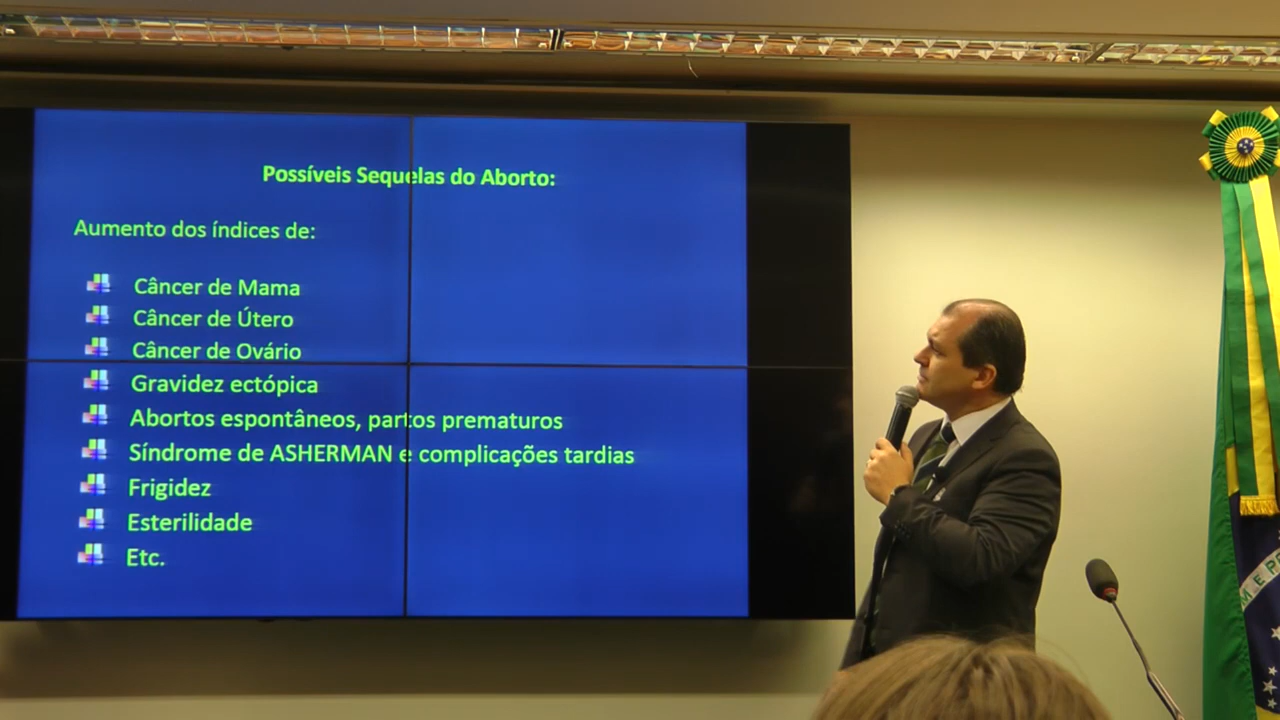 Possíveis Sequelas do Aborto:
Aumento dos índices de:
Câncer de Mama
Câncer de Útero
Câncer de Ovário
Gravidez ectópica
Abortos espontâneos, partos prematuros
Síndrome de ASHERMAN e complicações tardias
Frigidez
Esterilidade
Etc.
M E P